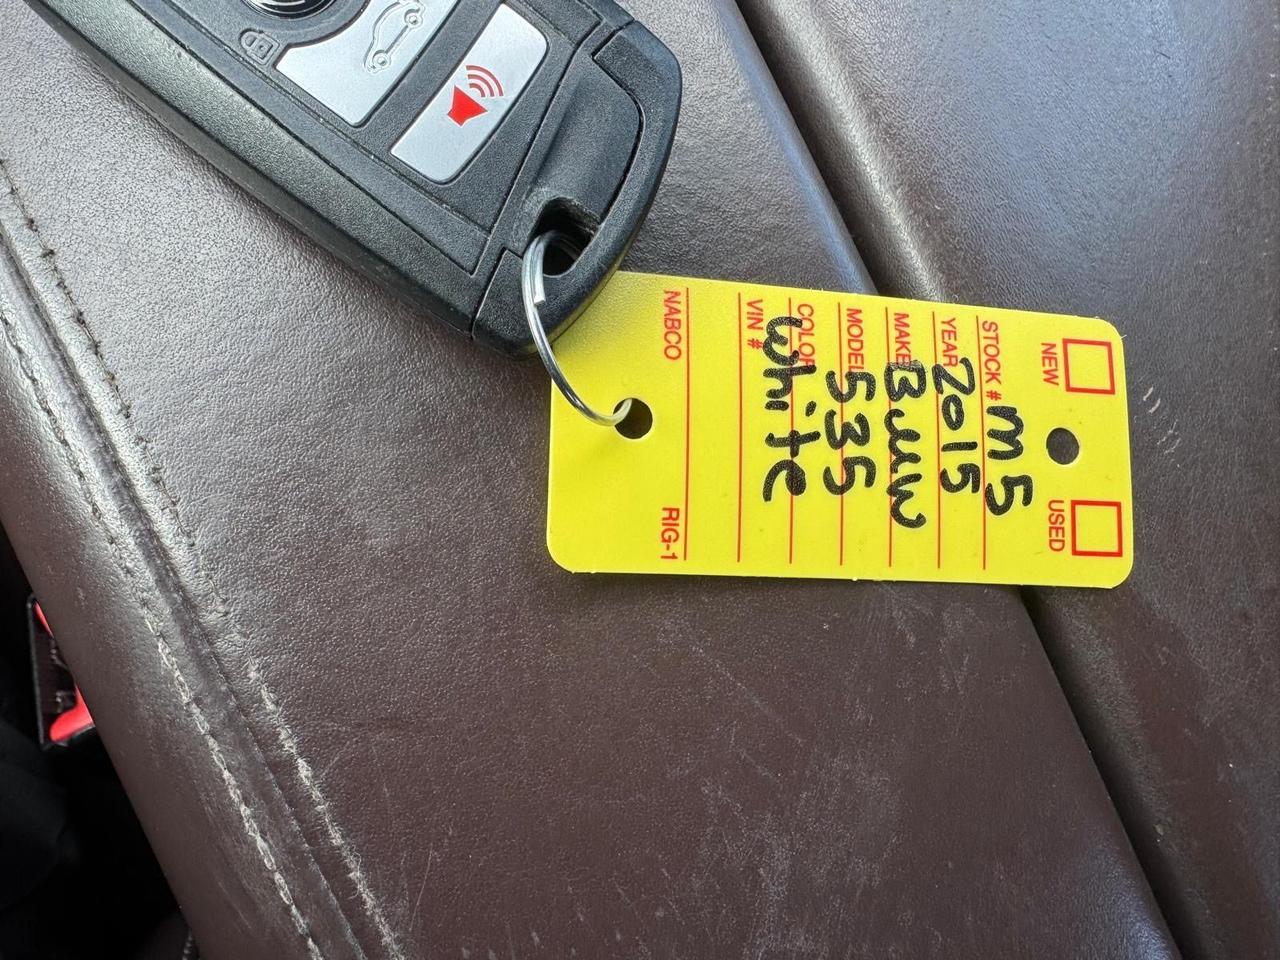 NEW USED
STOCK # m5
YEAR 2015
MAKE BMW
MODEL 535
COLOR White
VIN #
NABCO RIG-1